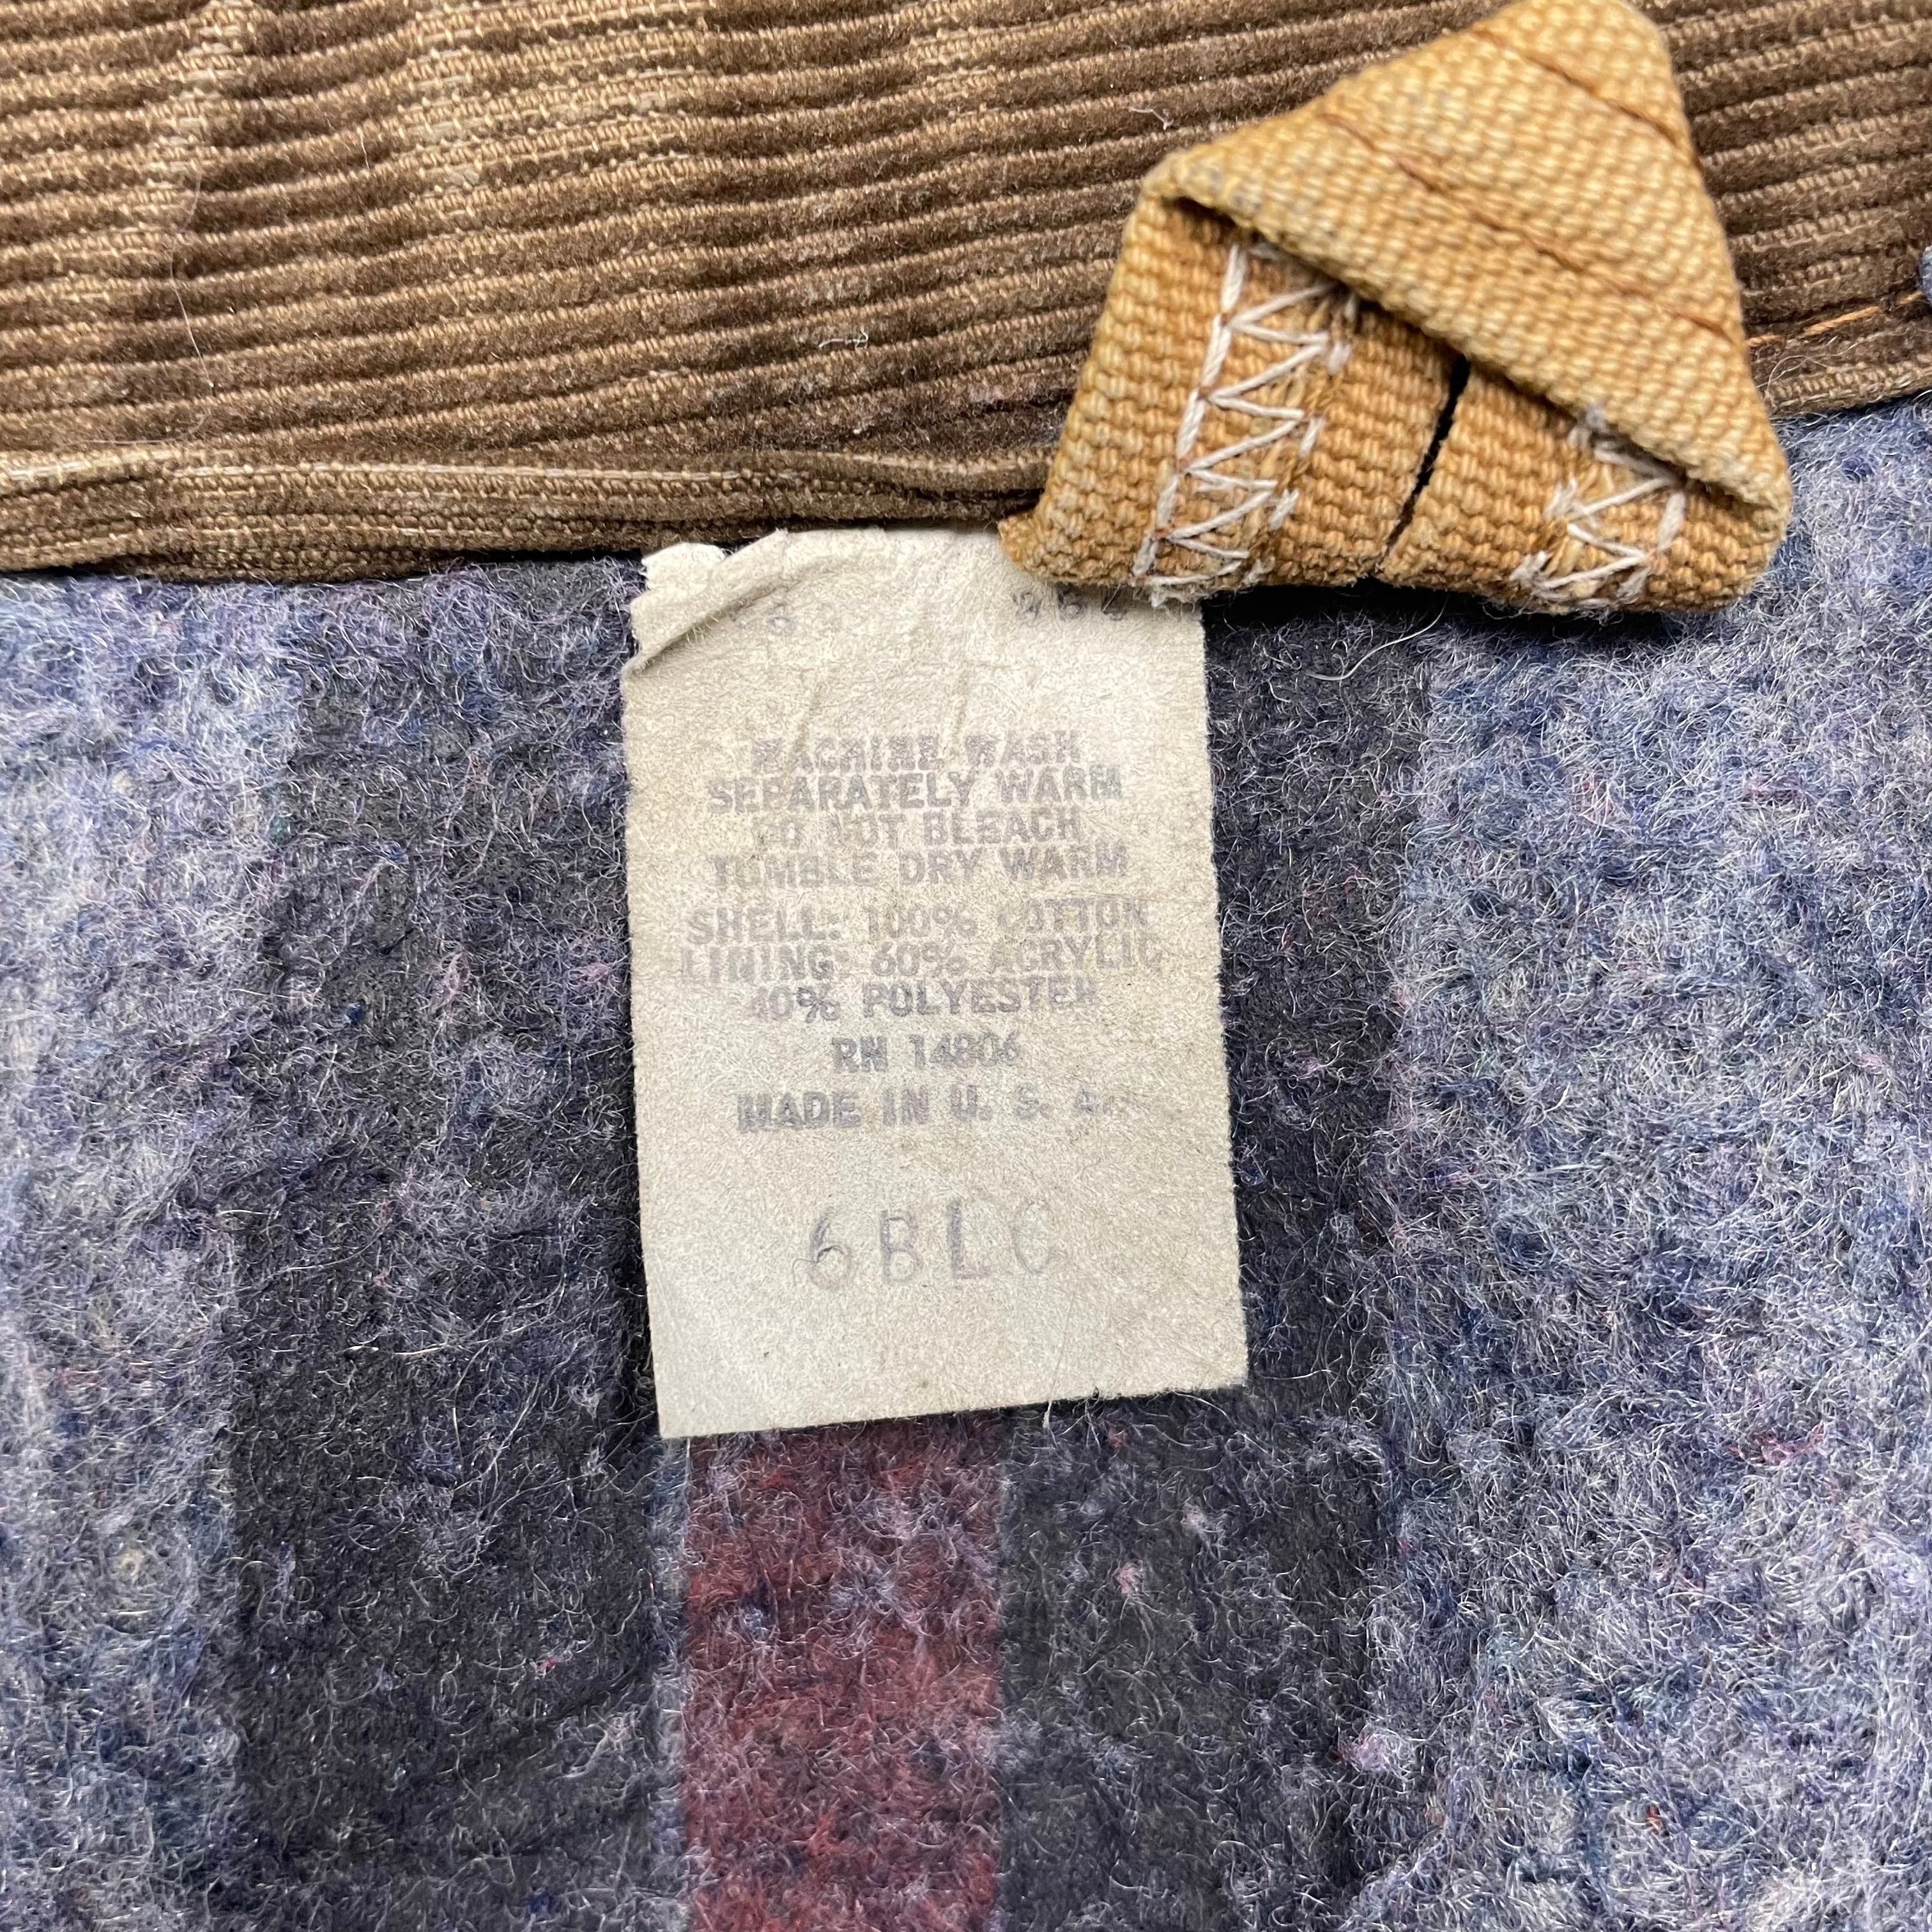 MACHINE WASH
SEPARATELY WARM
DO NOT BLEACH
TUMBLE DRY WARM
SHELL: 100% COTTON
LINING: 60% ACRYLIC
40% POLYESTER
RN 14806
MADE IN U. S. A.
6BLC